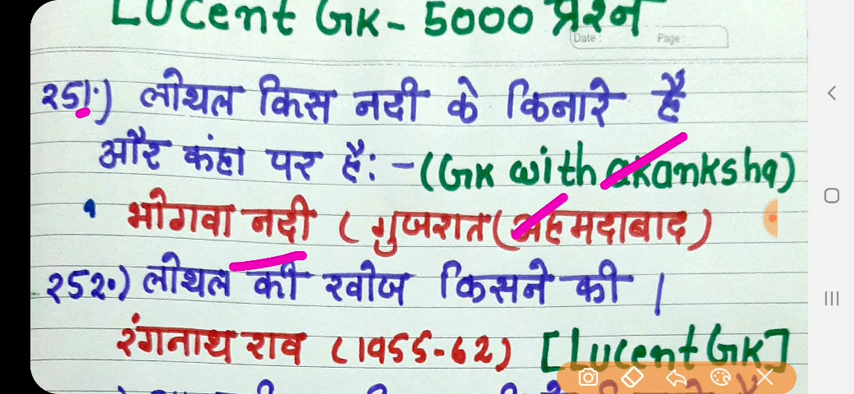 Lucent GK - 5000 प्रश्न
Date : Page :
251.) लोथल किस नदी के किनारे है
और कंहा पर है:- (GK with akanksha)
भोगवा नदी ( गुजरात(अहमदाबाद)
252.) लोथल की खोज किसने की |
रंगनाथ राव (1955-62) [Lucent GK]